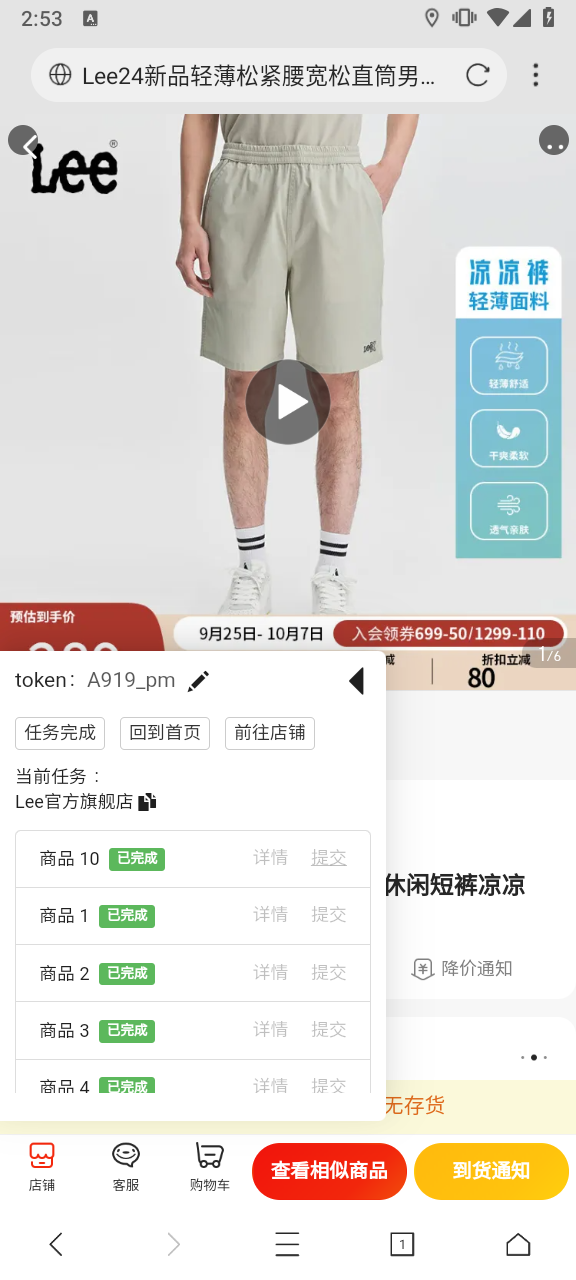 2:53
A
Lee24新品轻薄松紧腰宽松直筒男…
Lee®
凉凉裤
轻薄面料
轻薄舒适
干爽柔软
透气亲肤
预估到手价
9月25日- 10月7日
入会领券699-50/1299-110
折扣立减
80
1/6
token： A919_pm
任务完成 回到首页 前往店铺
当前任务：
Lee官方旗舰店
商品 10 已完成 详情 提交
商品 1 已完成 详情 提交
商品 2 已完成 详情 提交
商品 3 已完成 详情 提交
商品 4 已完成 详情 提交
休闲短裤凉凉
降价通知
无存货
店铺
客服
购物车
查看相似商品
到货通知
1